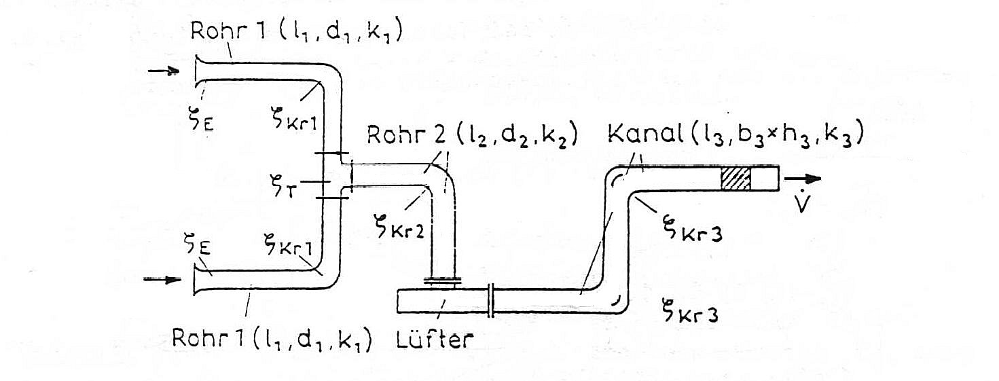 Rohr 1 (l₁, d₁, k₁)
ζE
ζKr1
Rohr 2 (l₂, d₂, k₂)
Kanal (l₃, b₃×h₃, k₃)
ζT
V̇
ζKr2
ζKr3
ζE
ζKr1
ζKr3
Rohr 1 (l₁, d₁, k₁)
Lüfter